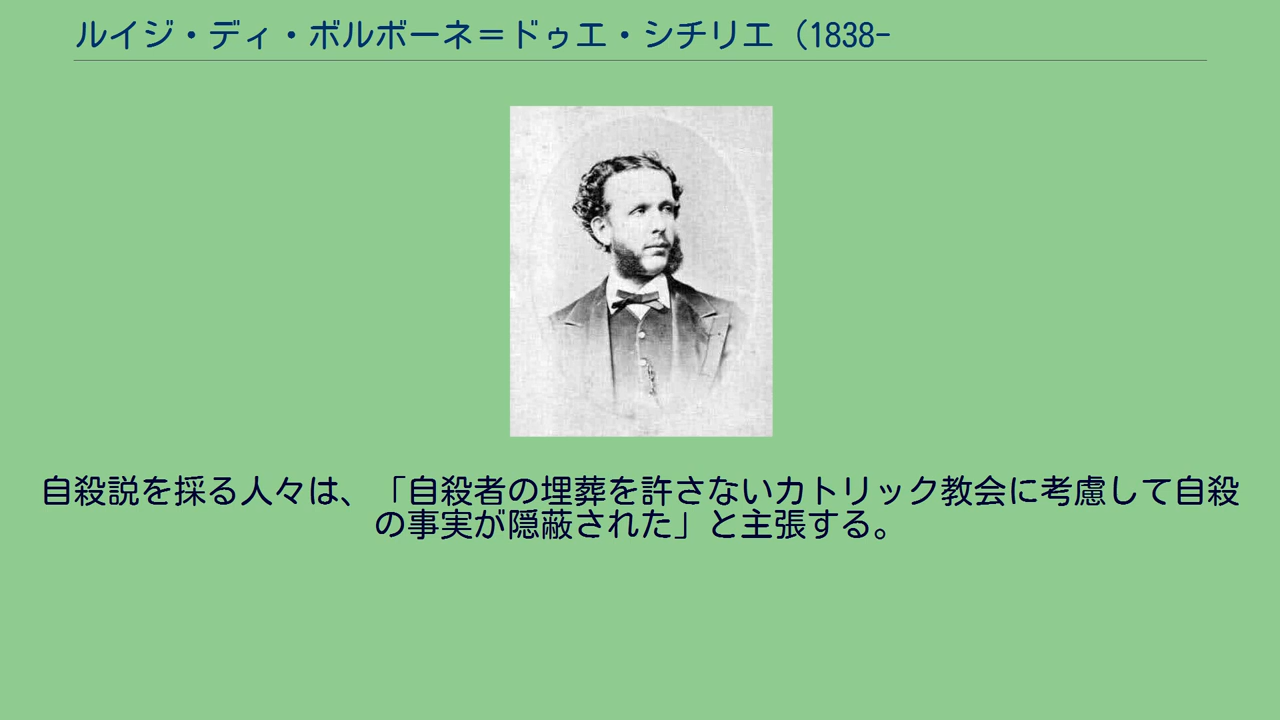 ルイジ・ディ・ボルボーネ＝ドゥエ・シチリエ（1838-
自殺説を採る人々は、「自殺者の埋葬を許さないカトリック教会に考慮して自殺
の事実が隠蔽された」と主張する。